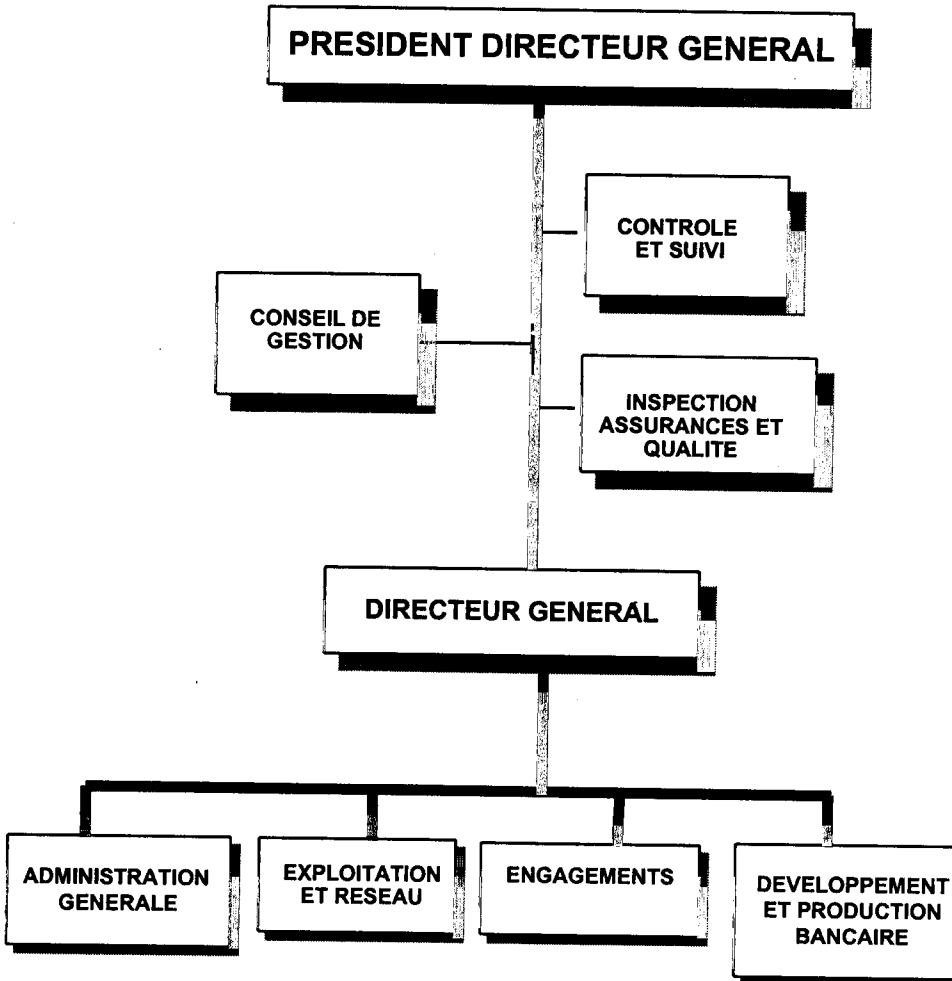 PRESIDENT DIRECTEUR GENERAL
CONTROLE
ET SUIVI
CONSEIL DE
GESTION
INSPECTION
ASSURANCES ET
QUALITE
DIRECTEUR GENERAL
ADMINISTRATION
GENERALE
EXPLOITATION
ET RESEAU
ENGAGEMENTS
DEVELOPPEMENT
ET PRODUCTION
BANCAIRE